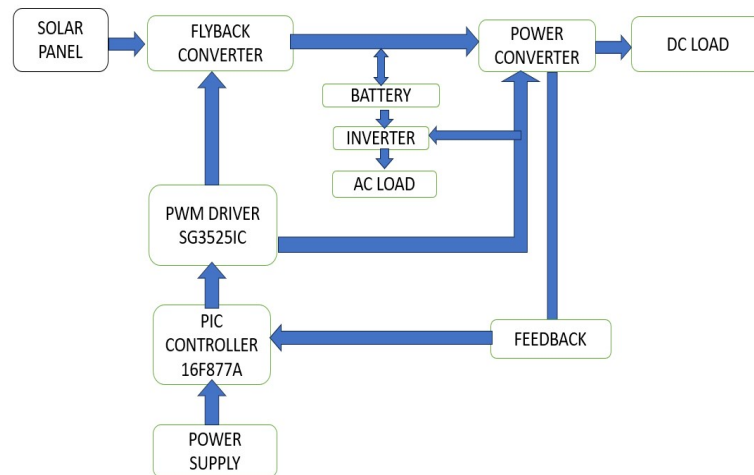 SOLAR
PANEL
FLYBACK
CONVERTER
POWER
CONVERTER
DC LOAD
BATTERY
INVERTER
AC LOAD
PWM DRIVER
SG3525IC
PIC
CONTROLLER
16F877A
FEEDBACK
POWER
SUPPLY